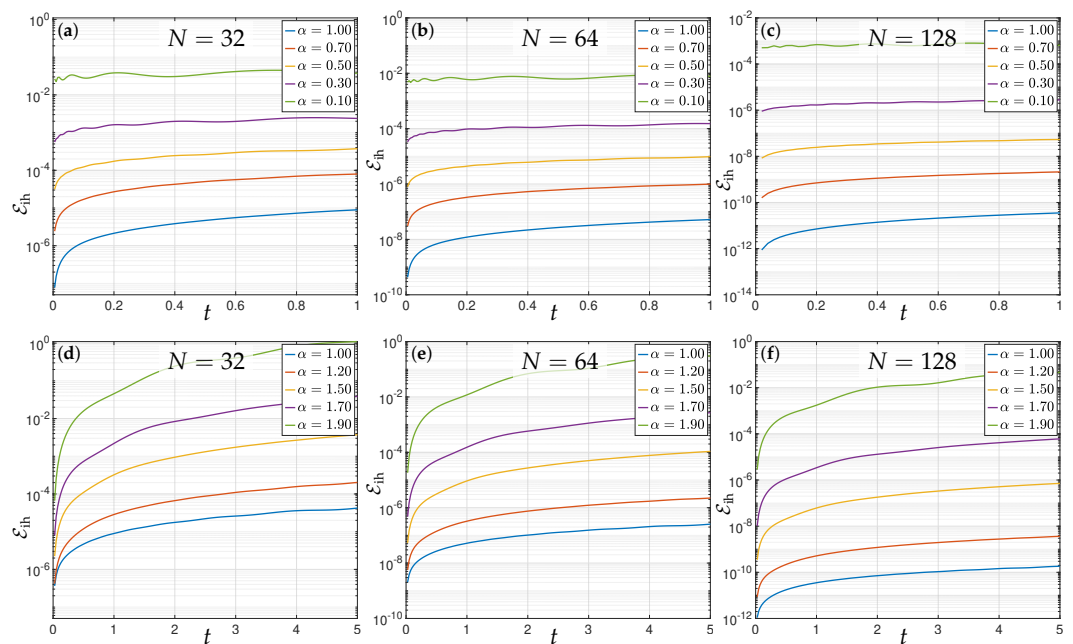 (a) N = 32
α = 1.00
α = 0.70
α = 0.50
α = 0.30
α = 0.10
10^0
10^-2
10^-4
10^-6
ℰ_ih
0 0.2 0.4 0.6 0.8 1
t
(b) N = 64
α = 1.00
α = 0.70
α = 0.50
α = 0.30
α = 0.10
10^0
10^-2
10^-4
10^-6
10^-8
10^-10
ℰ_ih
0 0.2 0.4 0.6 0.8 1
t
(c) N = 128
α = 1.00
α = 0.70
α = 0.50
α = 0.30
α = 0.10
10^-2
10^-4
10^-6
10^-8
10^-10
10^-12
10^-14
ℰ_ih
0 0.2 0.4 0.6 0.8 1
t
(d) N = 32
α = 1.00
α = 1.20
α = 1.50
α = 1.70
α = 1.90
10^0
10^-2
10^-4
10^-6
ℰ_ih
0 1 2 3 4 5
t
(e) N = 64
α = 1.00
α = 1.20
α = 1.50
α = 1.70
α = 1.90
10^0
10^-2
10^-4
10^-6
10^-8
10^-10
ℰ_ih
0 1 2 3 4 5
t
(f) N = 128
α = 1.00
α = 1.20
α = 1.50
α = 1.70
α = 1.90
10^0
10^-2
10^-4
10^-6
10^-8
10^-10
10^-12
ℰ_ih
0 1 2 3 4 5
t